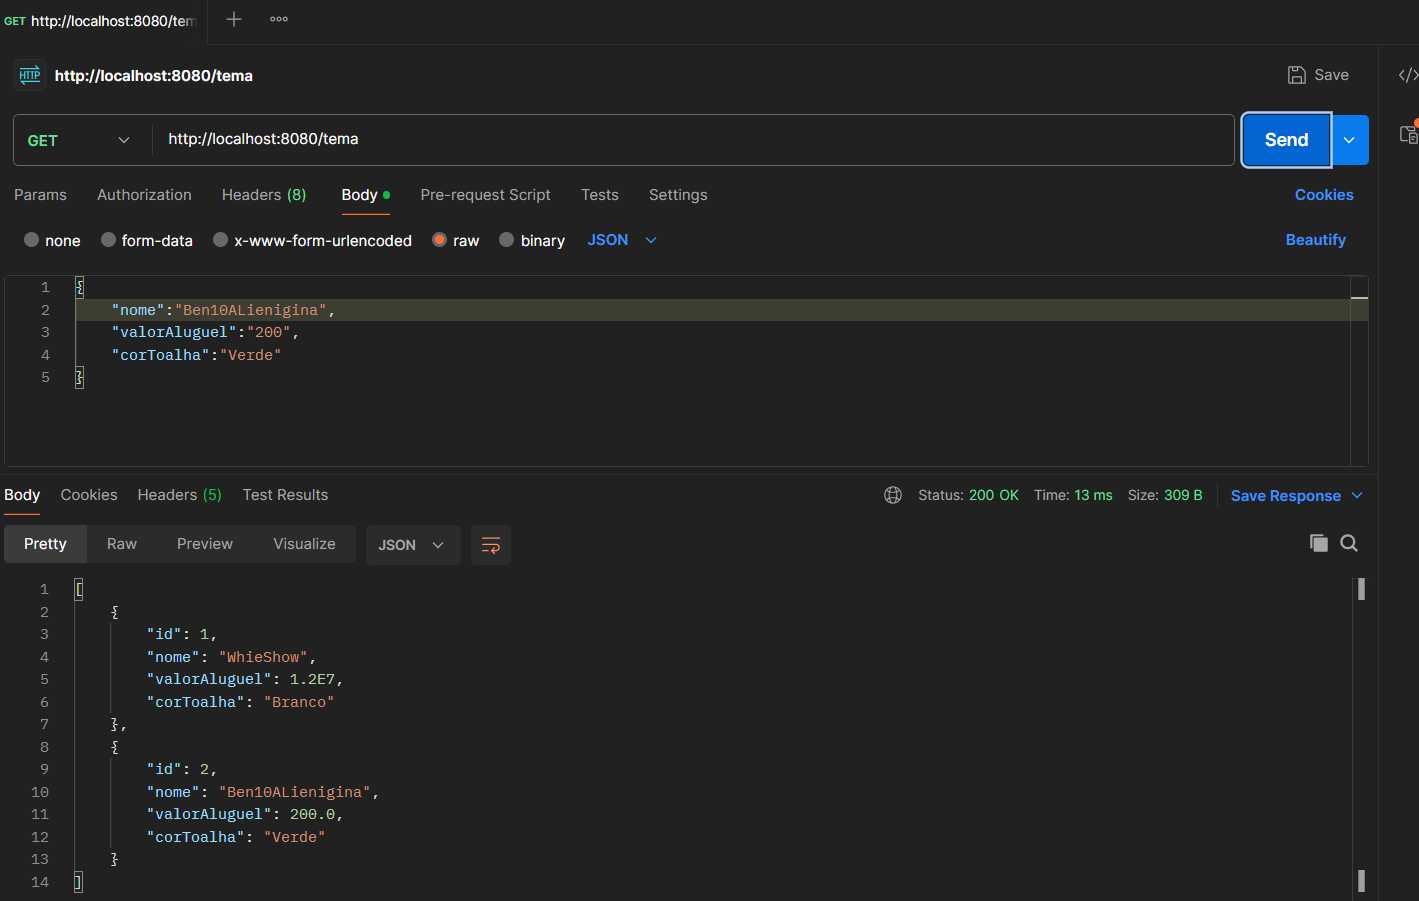 GET http://localhost:8080/tem
HTTP http://localhost:8080/tema
Save
GET http://localhost:8080/tema Send
Params Authorization Headers (8) Body Pre-request Script Tests Settings Cookies
none form-data x-www-form-urlencoded raw binary JSON Beautify
1 {
2 "nome":"Ben10ALienigina",
3 "valorAluguel":"200",
4 "corToalha":"Verde"
5 }
Body Cookies Headers (5) Test Results Status: 200 OK Time: 13 ms Size: 309 B Save Response
Pretty Raw Preview Visualize JSON
1 [
2 {
3 "id": 1,
4 "nome": "WhieShow",
5 "valorAluguel": 1.2E7,
6 "corToalha": "Branco"
7 },
8 {
9 "id": 2,
10 "nome": "Ben10ALienigina",
11 "valorAluguel": 200.0,
12 "corToalha": "Verde"
13 }
14 ]